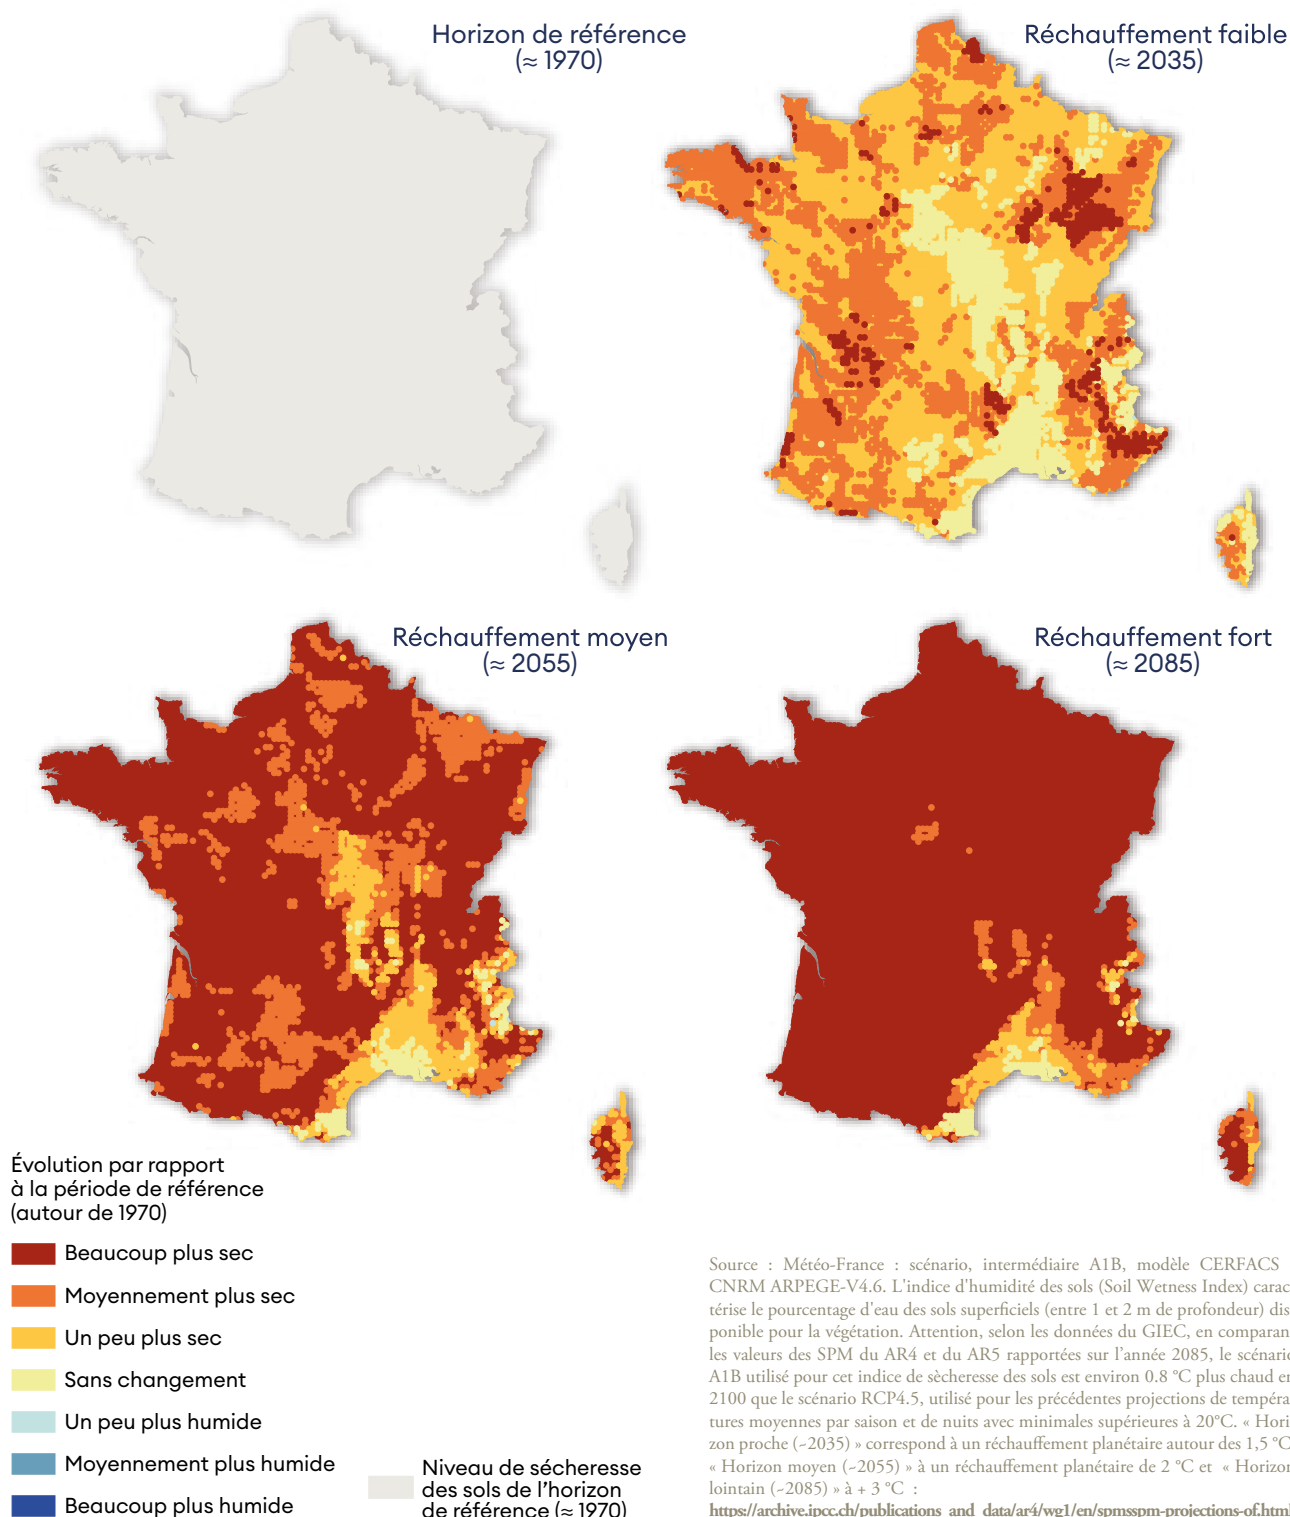 Horizon de référence
(≈ 1970)
Réchauffement faible
(≈ 2035)
Réchauffement moyen
(≈ 2055)
Réchauffement fort
(≈ 2085)
Évolution par rapport
à la période de référence
(autour de 1970)
Beaucoup plus sec
Moyennement plus sec
Un peu plus sec
Sans changement
Un peu plus humide
Moyennement plus humide
Beaucoup plus humide
Niveau de sécheresse
des sols de l'horizon
de référence (≈ 1970)
Source : Météo-France : scénario, intermédiaire A1B, modèle CERFACS
CNRM ARPEGE-V4.6. L'indice d'humidité des sols (Soil Wetness Index) carac
térise le pourcentage d'eau des sols superficiels (entre 1 et 2 m de profondeur) dis
ponible pour la végétation. Attention, selon les données du GIEC, en comparan
les valeurs des SPM du AR4 et du AR5 rapportées sur l'année 2085, le scénari
A1B utilisé pour cet indice de sècheresse des sols est environ 0.8 °C plus chaud en
2100 que le scénario RCP4.5, utilisé pour les précédentes projections de tempéra
tures moyennes par saison et de nuits avec minimales supérieures à 20°C. « Hori
zon proche (~2035) » correspond à un réchauffement planétaire autour des 1,5 °C
« Horizon moyen (~2055) » à un réchauffement planétaire de 2 °C et « Horizon
lointain (~2085) » à + 3 °C :
https://archive.ipcc.ch/publications_and_data/ar4/wg1/en/spmsspm-projections-of.html